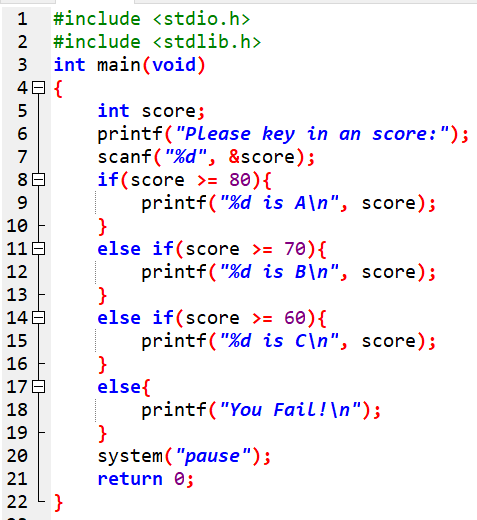 1 #include <stdio.h>
2 #include <stdlib.h>
3 int main(void)
4 {
5     int score;
6     printf("Please key in an score:");
7     scanf("%d", &score);
8     if(score >= 80){
9         printf("%d is A\n", score);
10     }
11     else if(score >= 70){
12         printf("%d is B\n", score);
13     }
14     else if(score >= 60){
15         printf("%d is C\n", score);
16     }
17     else{
18         printf("You Fail!\n");
19     }
20     system("pause");
21     return 0;
22 }